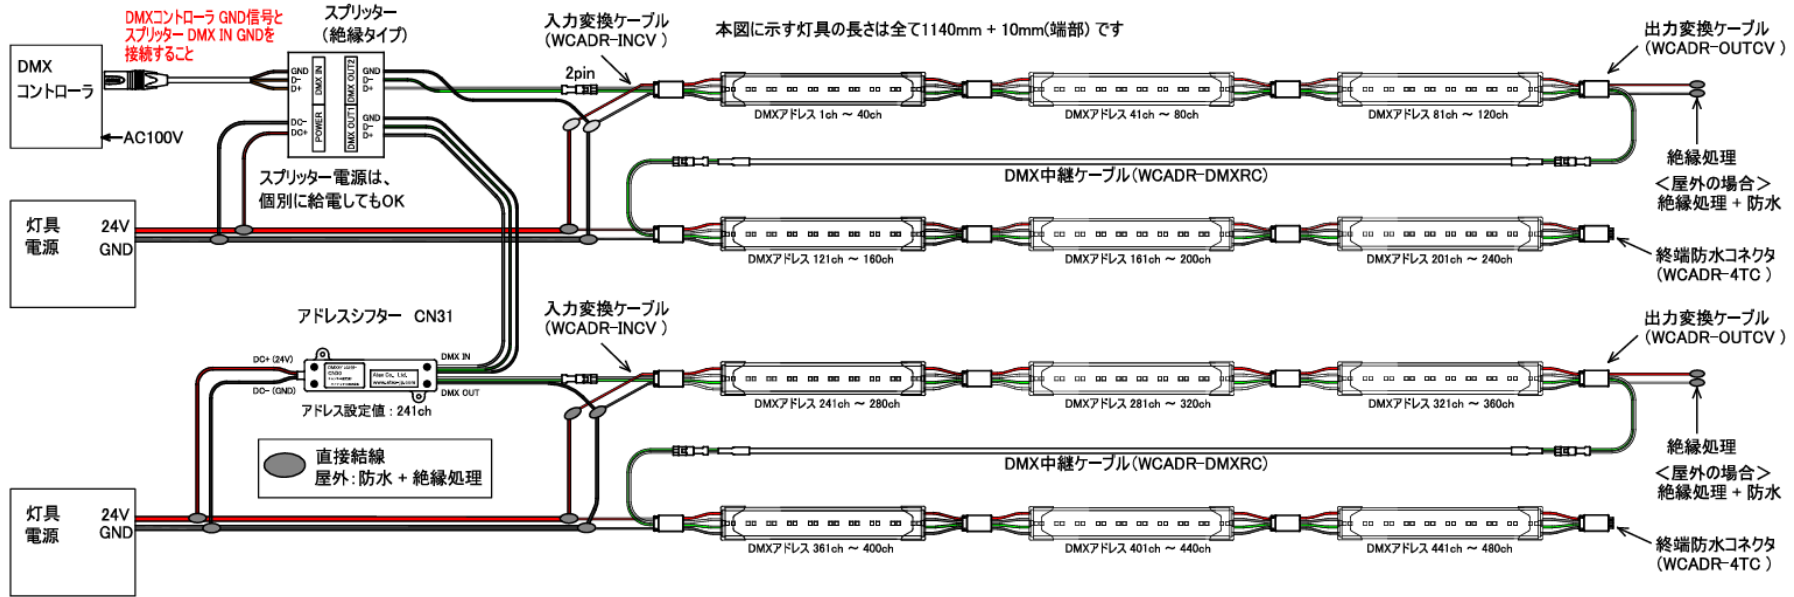 DMXコントローラ GND信号と
スプリッター DMX IN GNDを
接続すること
スプリッター
（絶縁タイプ）
入力変換ケーブル
(WCADR-INCV )
本図に示す灯具の長さは全て1140mm + 10mm(端部) です
出力変換ケーブル
(WCADR-OUTCV )
DMX
コントローラ
AC100V
GND
D-
D+
DC-
DC+
DMX IN
POWER
DMX OUT2
DMX OUT1
GND
D-
D+
GND
D-
D+
2pin
DMXアドレス 1ch ～ 40ch
DMXアドレス 41ch ～ 80ch
DMXアドレス 81ch ～ 120ch
絶縁処理
＜屋外の場合＞
絶縁処理 + 防水
DMX中継ケーブル(WCADR-DMXRC)
スプリッター電源は、
個別に給電してもOK
灯具
電源
24V
GND
DMXアドレス 121ch ～ 160ch
DMXアドレス 161ch ～ 200ch
DMXアドレス 201ch ～ 240ch
終端防水コネクタ
(WCADR-4TC )
アドレスシフター CN31
入力変換ケーブル
(WCADR-INCV )
出力変換ケーブル
(WCADR-OUTCV )
DC+ (24V)
DC- (GND)
DMX IN
DMX OUT
アドレス設定値 : 241ch
DMXアドレス 241ch ～ 280ch
DMXアドレス 281ch ～ 320ch
DMXアドレス 321ch ～ 360ch
絶縁処理
＜屋外の場合＞
絶縁処理 + 防水
DMX中継ケーブル(WCADR-DMXRC)
直接結線
屋外：防水 + 絶縁処理
灯具
電源
24V
GND
DMXアドレス 361ch ～ 400ch
DMXアドレス 401ch ～ 440ch
DMXアドレス 441ch ～ 480ch
終端防水コネクタ
(WCADR-4TC )